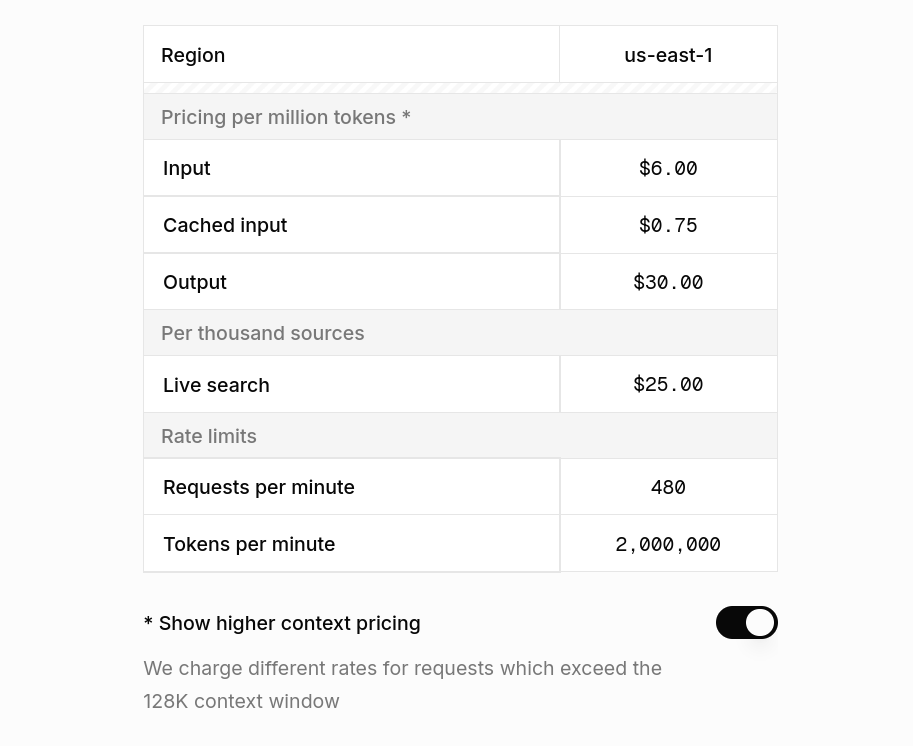 Region us-east-1
Pricing per million tokens *
Input $6.00
Cached input $0.75
Output $30.00
Per thousand sources
Live search $25.00
Rate limits
Requests per minute 480
Tokens per minute 2,000,000
* Show higher context pricing
We charge different rates for requests which exceed the
128K context window